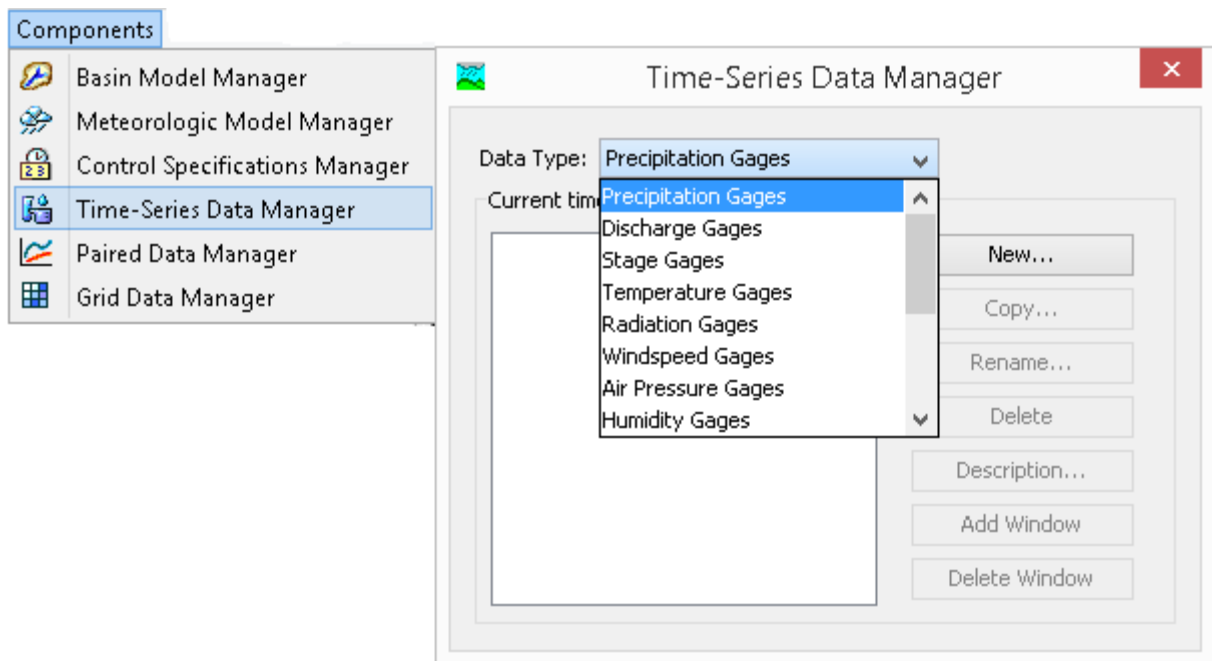 Components
Basin Model Manager
Meteorologic Model Manager
Control Specifications Manager
Time-Series Data Manager
Paired Data Manager
Grid Data Manager
Time-Series Data Manager
Data Type: Precipitation Gages
Current tim
Precipitation Gages
Discharge Gages
Stage Gages
Temperature Gages
Radiation Gages
Windspeed Gages
Air Pressure Gages
Humidity Gages
New...
Copy...
Rename...
Delete
Description...
Add Window
Delete Window